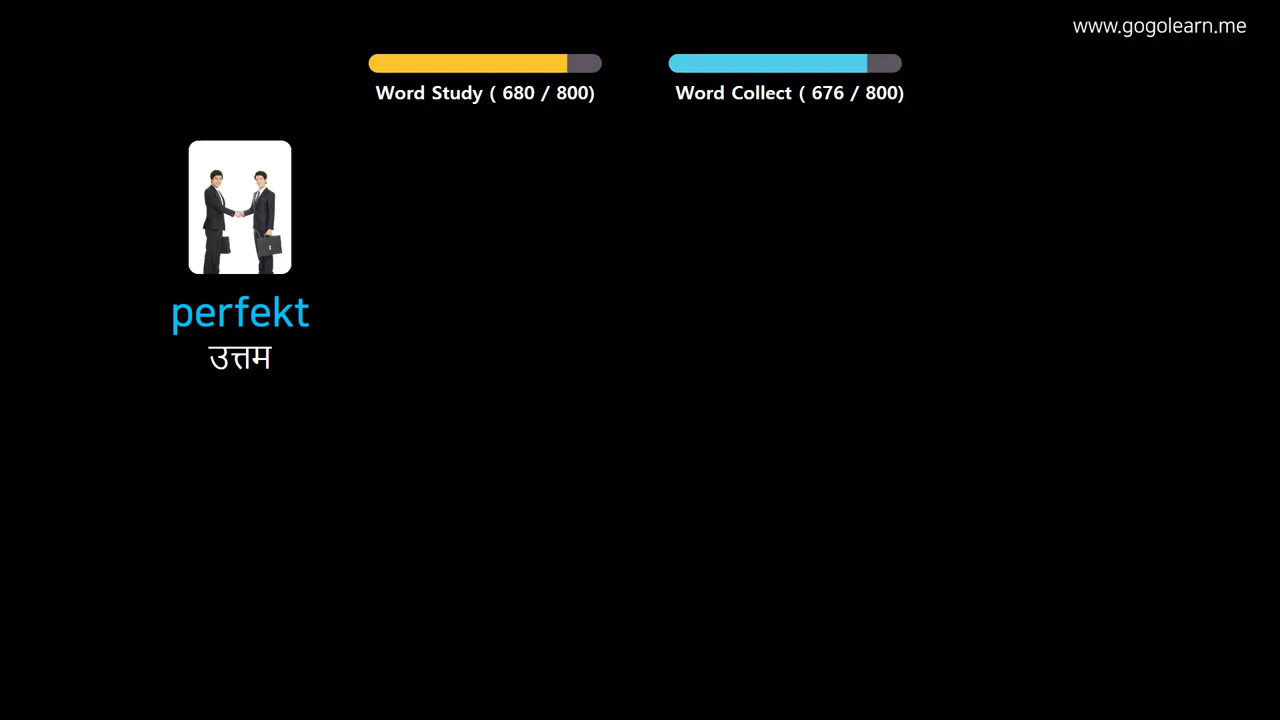 www.gogolearn.me
Word Study ( 680 / 800)
Word Collect ( 676 / 800)
perfekt
उत्तम